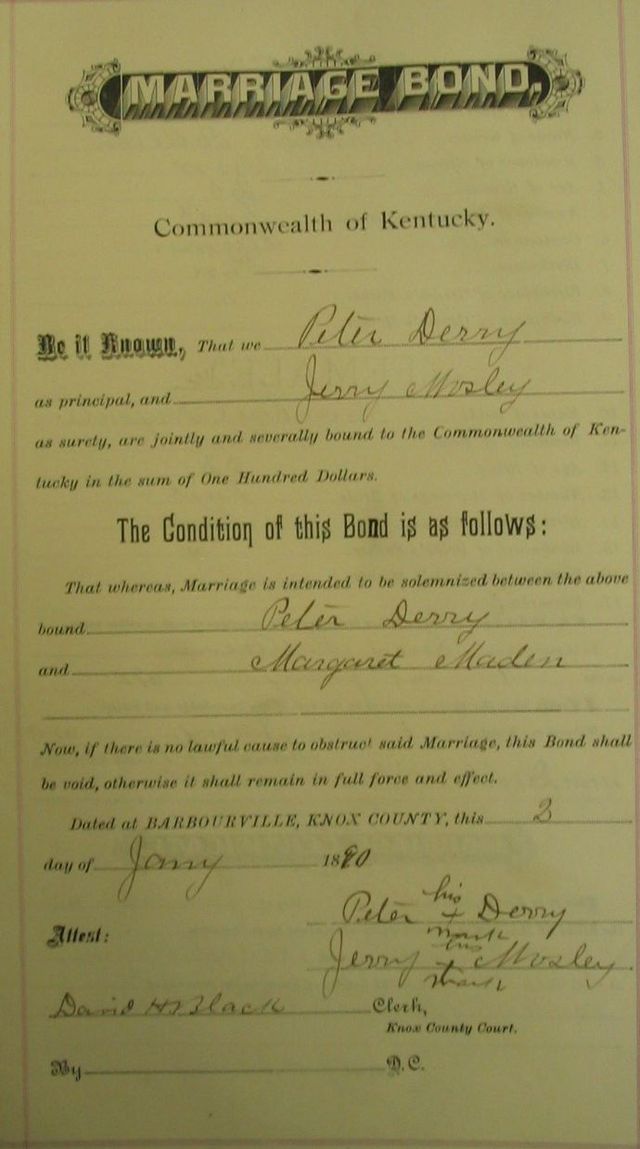 MARRIAGE BOND,
Commonwealth of Kentucky.
Be it Known, That we Peter Derry
as principal, and Jerry Mosley
as surety, are jointly and severally bound to the Commonwealth of Ken-
tucky in the sum of One Hundred Dollars.
The Condition of this Bond is as follows:
That whereas, Marriage is intended to be solemnized between the above
bound Peter Derry
and Margaret Maden
Now, if there is no lawful cause to obstruct said Marriage, this Bond shall
be void, otherwise it shall remain in full force and effect.
Dated at BARBOURVILLE, KNOX COUNTY, this 3
day of Jany 1890
his
Peter + Derry
mark
Attest:
his
Jerry + Mosley
mark
David H Black Clerk,
Knox County Court.
By D.C.